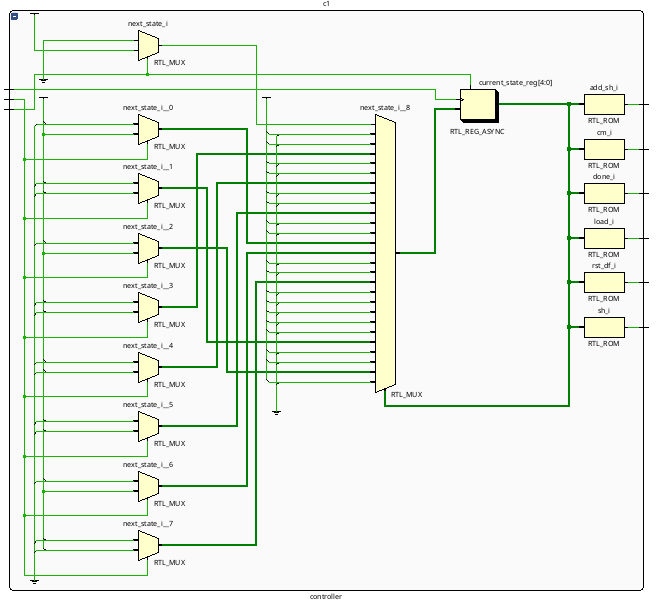 c1
next_state_i
RTL_MUX
next_state_i__0
RTL_MUX
next_state_i__1
RTL_MUX
next_state_i__2
RTL_MUX
next_state_i__3
RTL_MUX
next_state_i__4
RTL_MUX
next_state_i__5
RTL_MUX
next_state_i__6
RTL_MUX
next_state_i__7
RTL_MUX
next_state_i__8
RTL_MUX
current_state_reg[4:0]
RTL_REG_ASYNC
add_sh_i
RTL_ROM
cm_i
RTL_ROM
done_i
RTL_ROM
load_i
RTL_ROM
rst_df_i
RTL_ROM
sh_i
RTL_ROM
controller